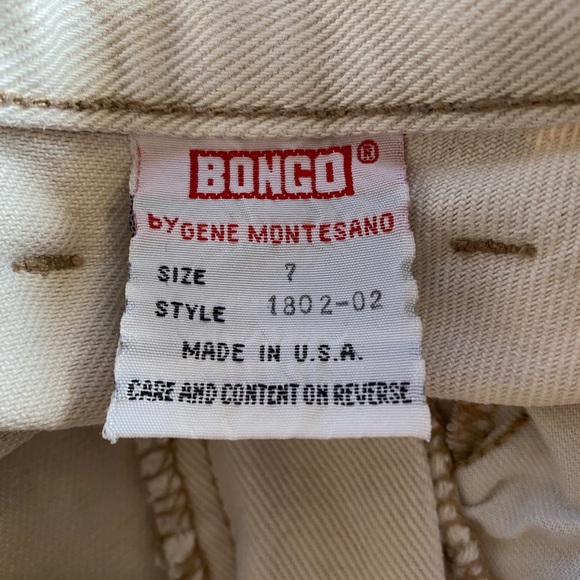 BONGO®
by GENE MONTESANO
SIZE 7
STYLE 1802-02
MADE IN U.S.A.
CARE AND CONTENT ON REVERSE